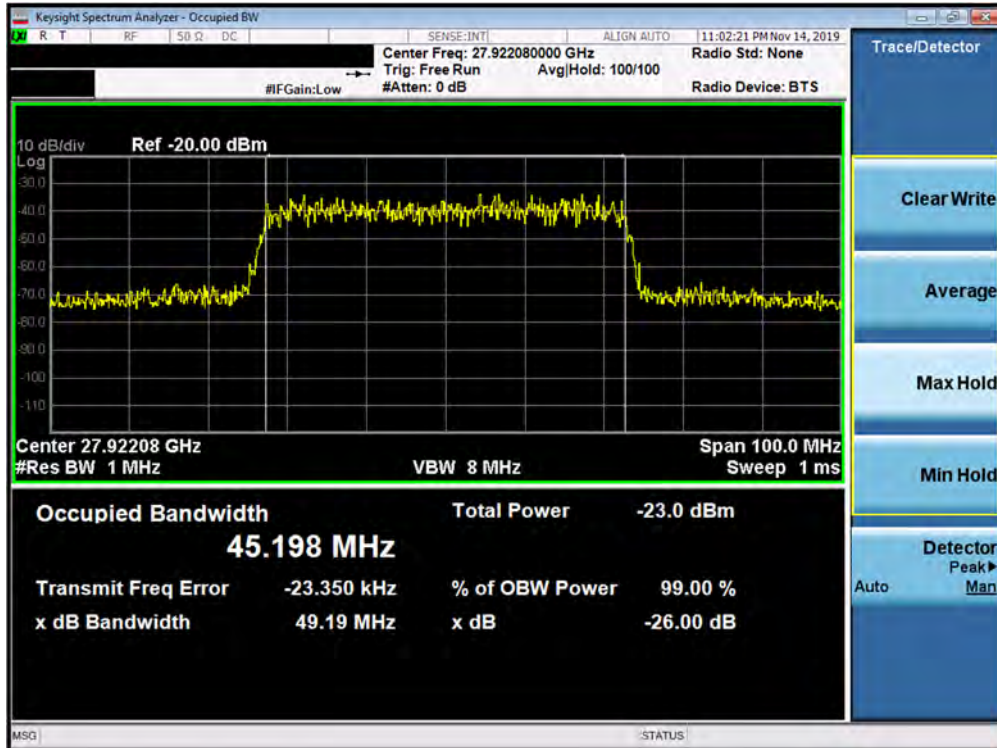 Keysight Spectrum Analyzer - Occupied BW
LXI R T RF 50 Ω DC SENSE:INT ALIGN AUTO 11:02:21 PM Nov 14, 2019
Center Freq: 27.922080000 GHz Radio Std: None
Trig: Free Run Avg|Hold: 100/100
#IFGain:Low #Atten: 0 dB Radio Device: BTS
10 dB/div Ref -20.00 dBm
Log
-30.0
-40.0
-50.0
-60.0
-70.0
-80.0
-90.0
-100
-110
Center 27.92208 GHz Span 100.0 MHz
#Res BW 1 MHz VBW 8 MHz Sweep 1 ms
Occupied Bandwidth Total Power -23.0 dBm
45.198 MHz
Transmit Freq Error -23.350 kHz % of OBW Power 99.00 %
x dB Bandwidth 49.19 MHz x dB -26.00 dB
MSG STATUS
Trace/Detector
Clear Write
Average
Max Hold
Min Hold
Detector
Peak▶
Auto Man